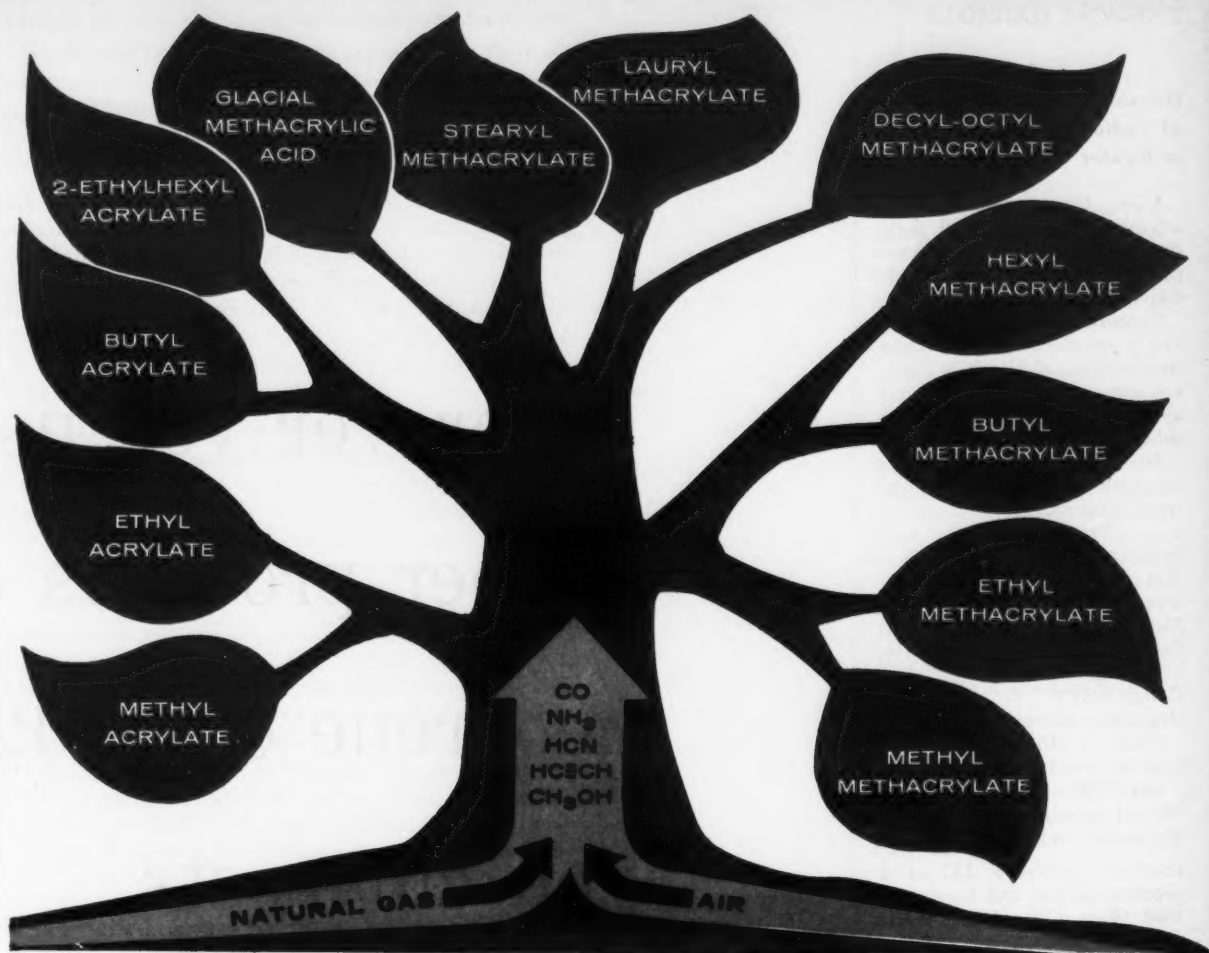 GLACIAL
METHACRYLIC
ACID
STEARYL
METHACRYLATE
LAURYL
METHACRYLATE
DECYL-OCTYL
METHACRYLATE
2-ETHYLHEXYL
ACRYLATE
HEXYL
METHACRYLATE
BUTYL
ACRYLATE
BUTYL
METHACRYLATE
ETHYL
ACRYLATE
ETHYL
METHACRYLATE
METHYL
ACRYLATE
METHYL
METHACRYLATE
CO
NH₃
HCN
HC≡CH
CH₃OH
NATURAL GAS
AIR